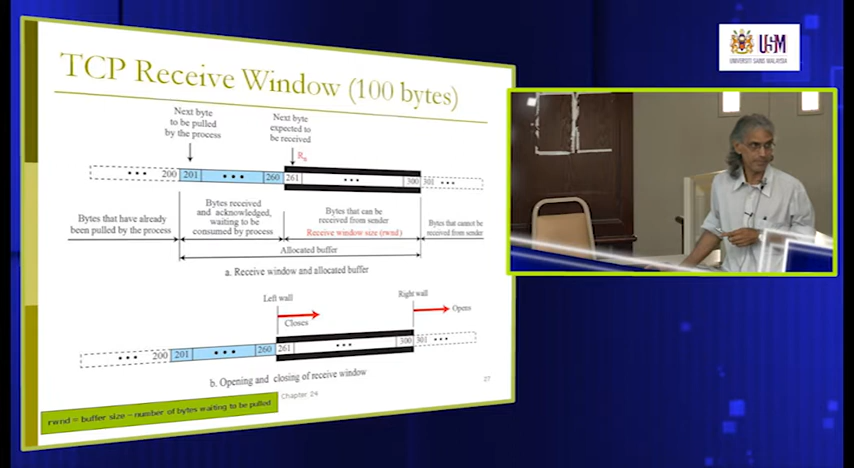 TCP Receive Window (100 bytes)
USM
UNIVERSITI SAINS MALAYSIA
Next byte
to be pulled
by the process
Next byte
expected to
be received
Rn
••• 200 201 ••• 260 261 ••• 300 301 •••
Bytes that have already
been pulled by the process
Bytes received
and acknowledged,
waiting to be
consumed by process
Bytes that can be
received from sender
Receive window size (rwnd)
Bytes that cannot be
received from sender
Allocated buffer
a. Receive window and allocated buffer
Left wall
Closes
Right wall
Opens
••• 200 201 ••• 260 261 ••• 300 301 •••
b. Opening and closing of receive window
rwnd = buffer size – number of bytes waiting to be pulled
Chapter 24
27